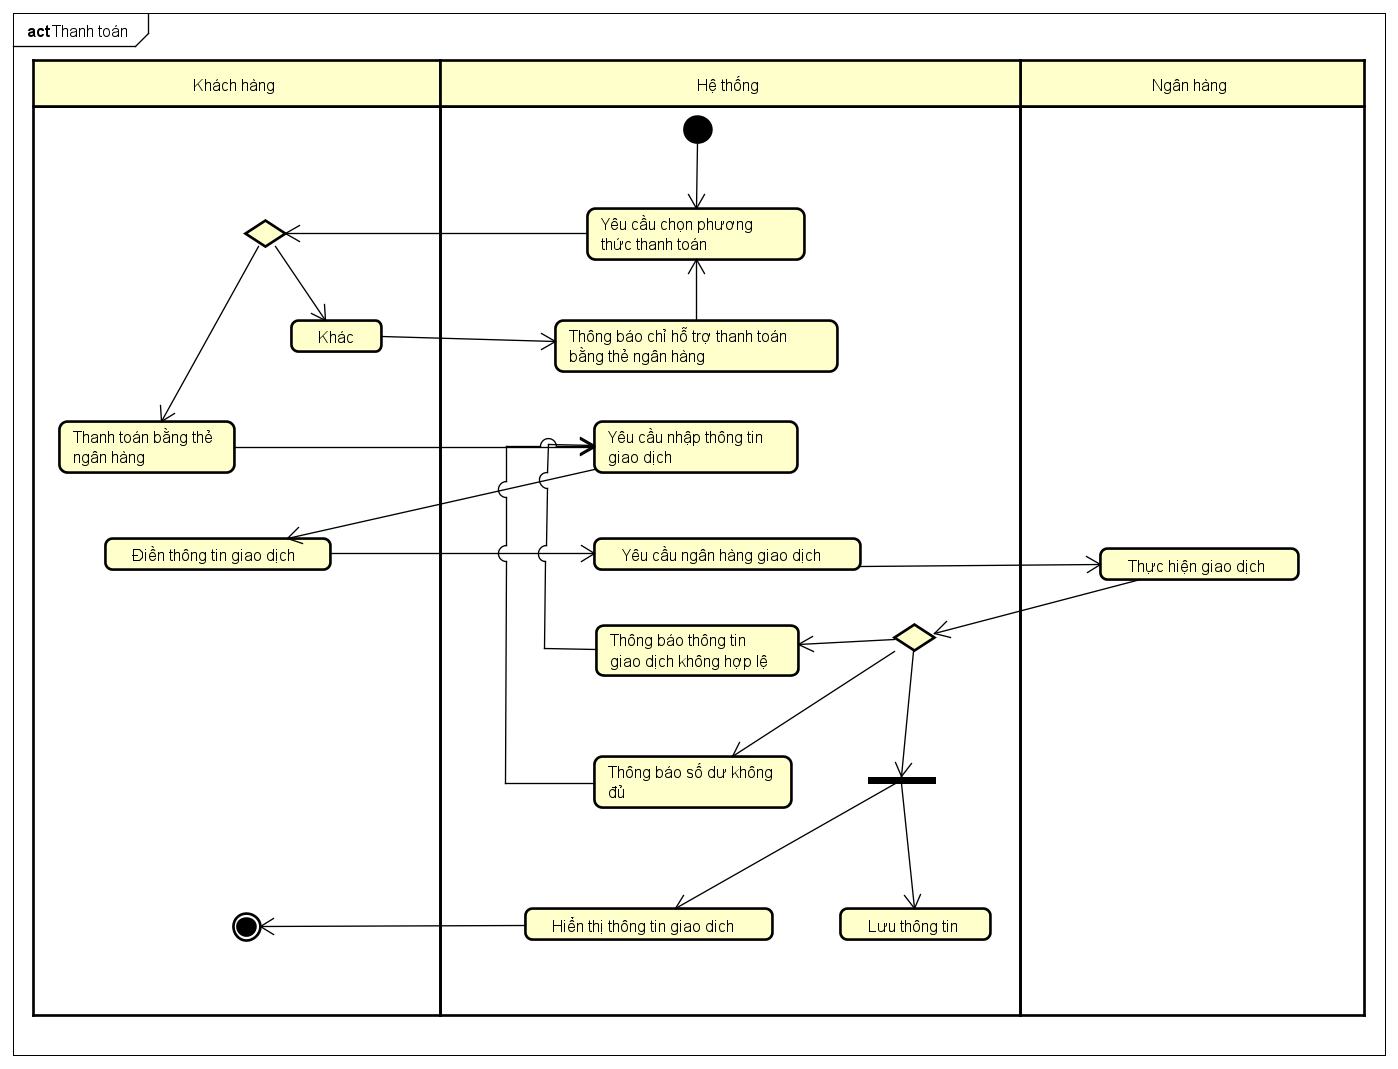 act Thanh toán
Khách hàng
Hệ thống
Ngân hàng
Yêu cầu chọn phương
thức thanh toán
Khác
Thông báo chỉ hỗ trợ thanh toán
bằng thẻ ngân hàng
Thanh toán bằng thẻ
ngân hàng
Yêu cầu nhập thông tin
giao dịch
Điền thông tin giao dịch
Yêu cầu ngân hàng giao dịch
Thực hiện giao dịch
Thông báo thông tin
giao dịch không hợp lệ
Thông báo số dư không
đủ
Hiển thị thông tin giao dich
Lưu thông tin